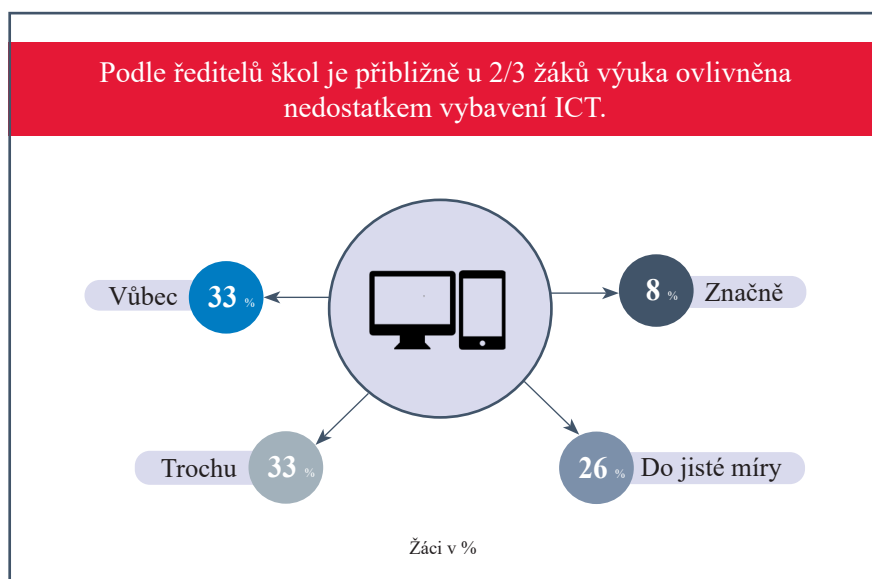 Podle ředitelů škol je přibližně u 2/3 žáků výuka ovlivněna
nedostatkem vybavení ICT.
Vůbec 33 %
8 % Značně
Trochu 33 %
26 % Do jisté míry
Žáci v %